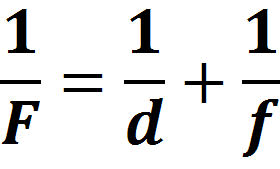 1/F = 1/d + 1/f